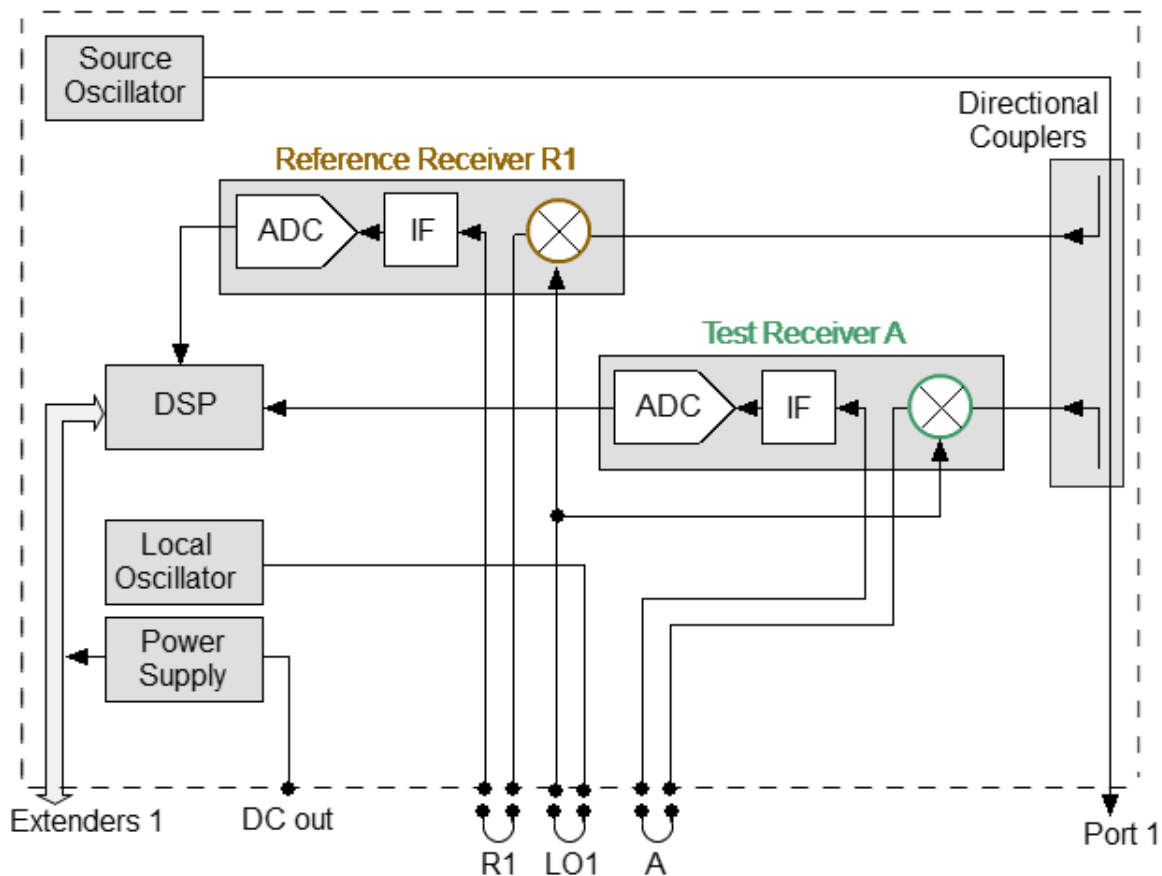 Source
Oscillator
Directional
Couplers
Reference Receiver R1
ADC
IF
Test Receiver A
DSP
ADC
IF
Local
Oscillator
Power
Supply
Extenders 1
DC out
R1
LO1
A
Port 1